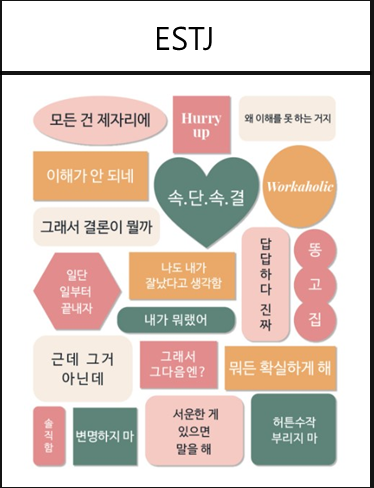 ESTJ
모든 건 제자리에
Hurry
up
왜 이해를 못 하는 거지
이해가 안 되네
속.단.속.결
Workaholic
그래서 결론이 뭘까
답답하다 진짜
똥
고
집
일단
일부터
끝내자
나도 내가
잘났다고 생각함
내가 뭐랬어
근데 그거
아닌데
그래서
그다음엔?
뭐든 확실하게 해
솔직함
변명하지 마
서운한 게
있으면
말을 해
허튼수작
부리지 마